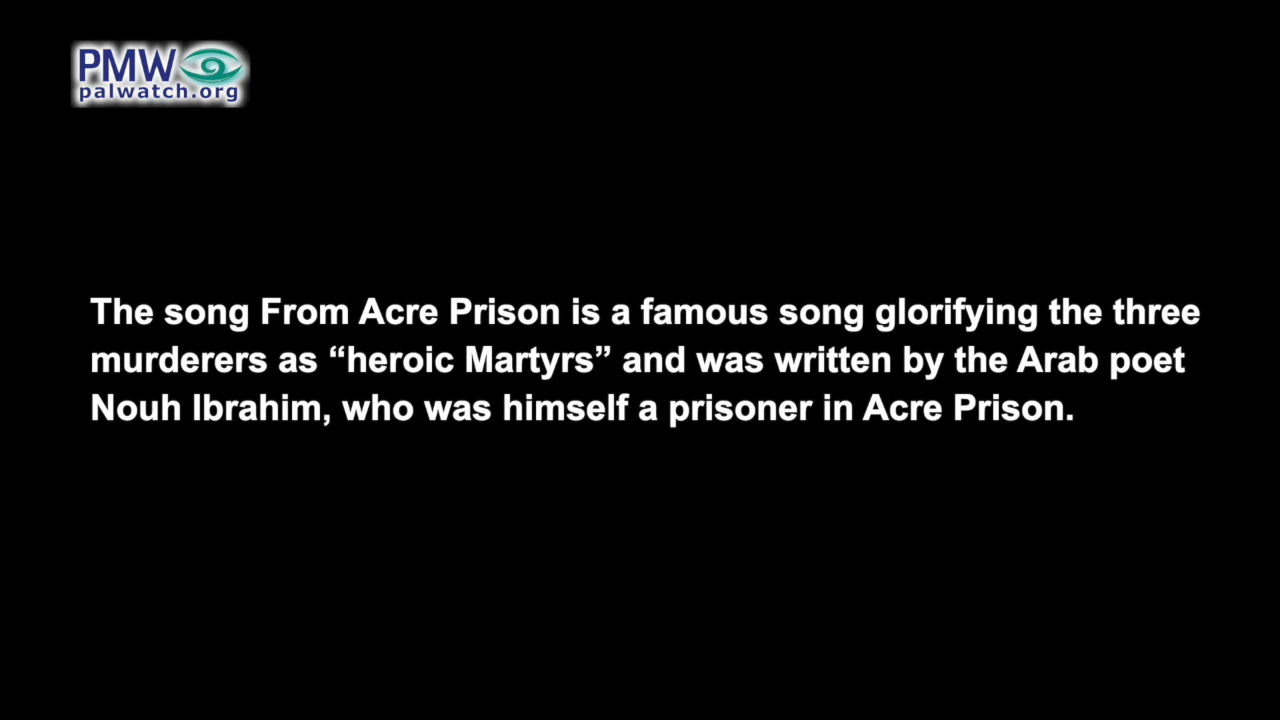 PMW
palwatch.org
The song From Acre Prison is a famous song glorifying the three
murderers as “heroic Martyrs” and was written by the Arab poet
Nouh Ibrahim, who was himself a prisoner in Acre Prison.